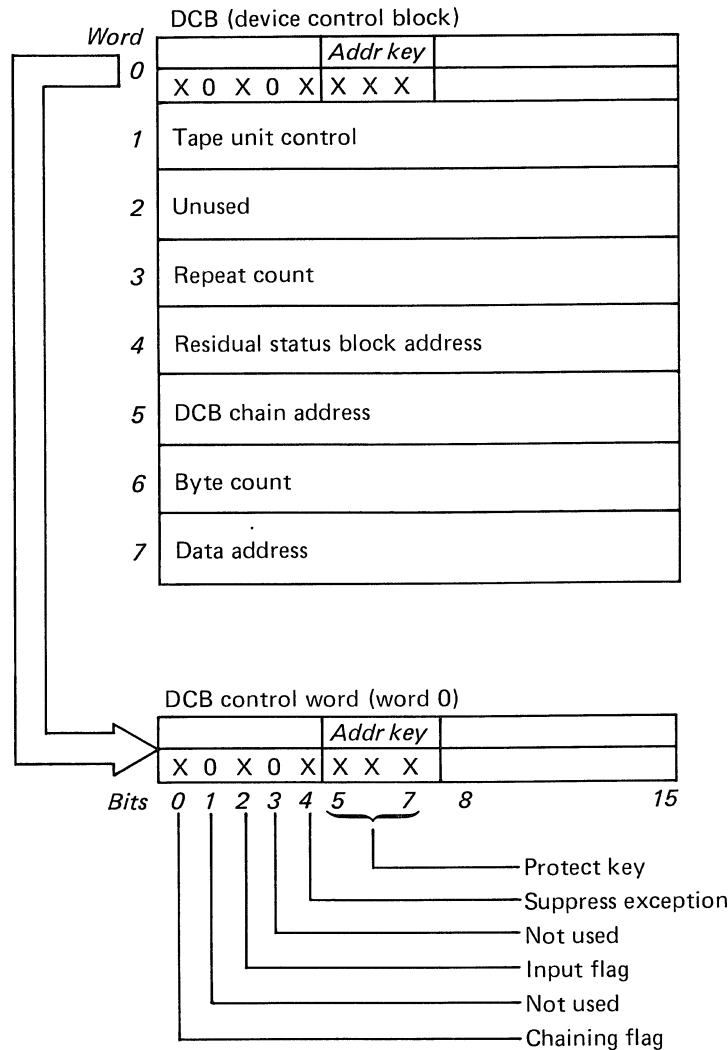 DCB (device control block)
Word
Addr key
0
X 0 X 0 X X X X
1 Tape unit control
2 Unused
3 Repeat count
4 Residual status block address
5 DCB chain address
6 Byte count
7 Data address
DCB control word (word 0)
Addr key
X 0 X 0 X X X X
Bits 0 1 2 3 4 5 7 8 15
Protect key
Suppress exception
Not used
Input flag
Not used
Chaining flag